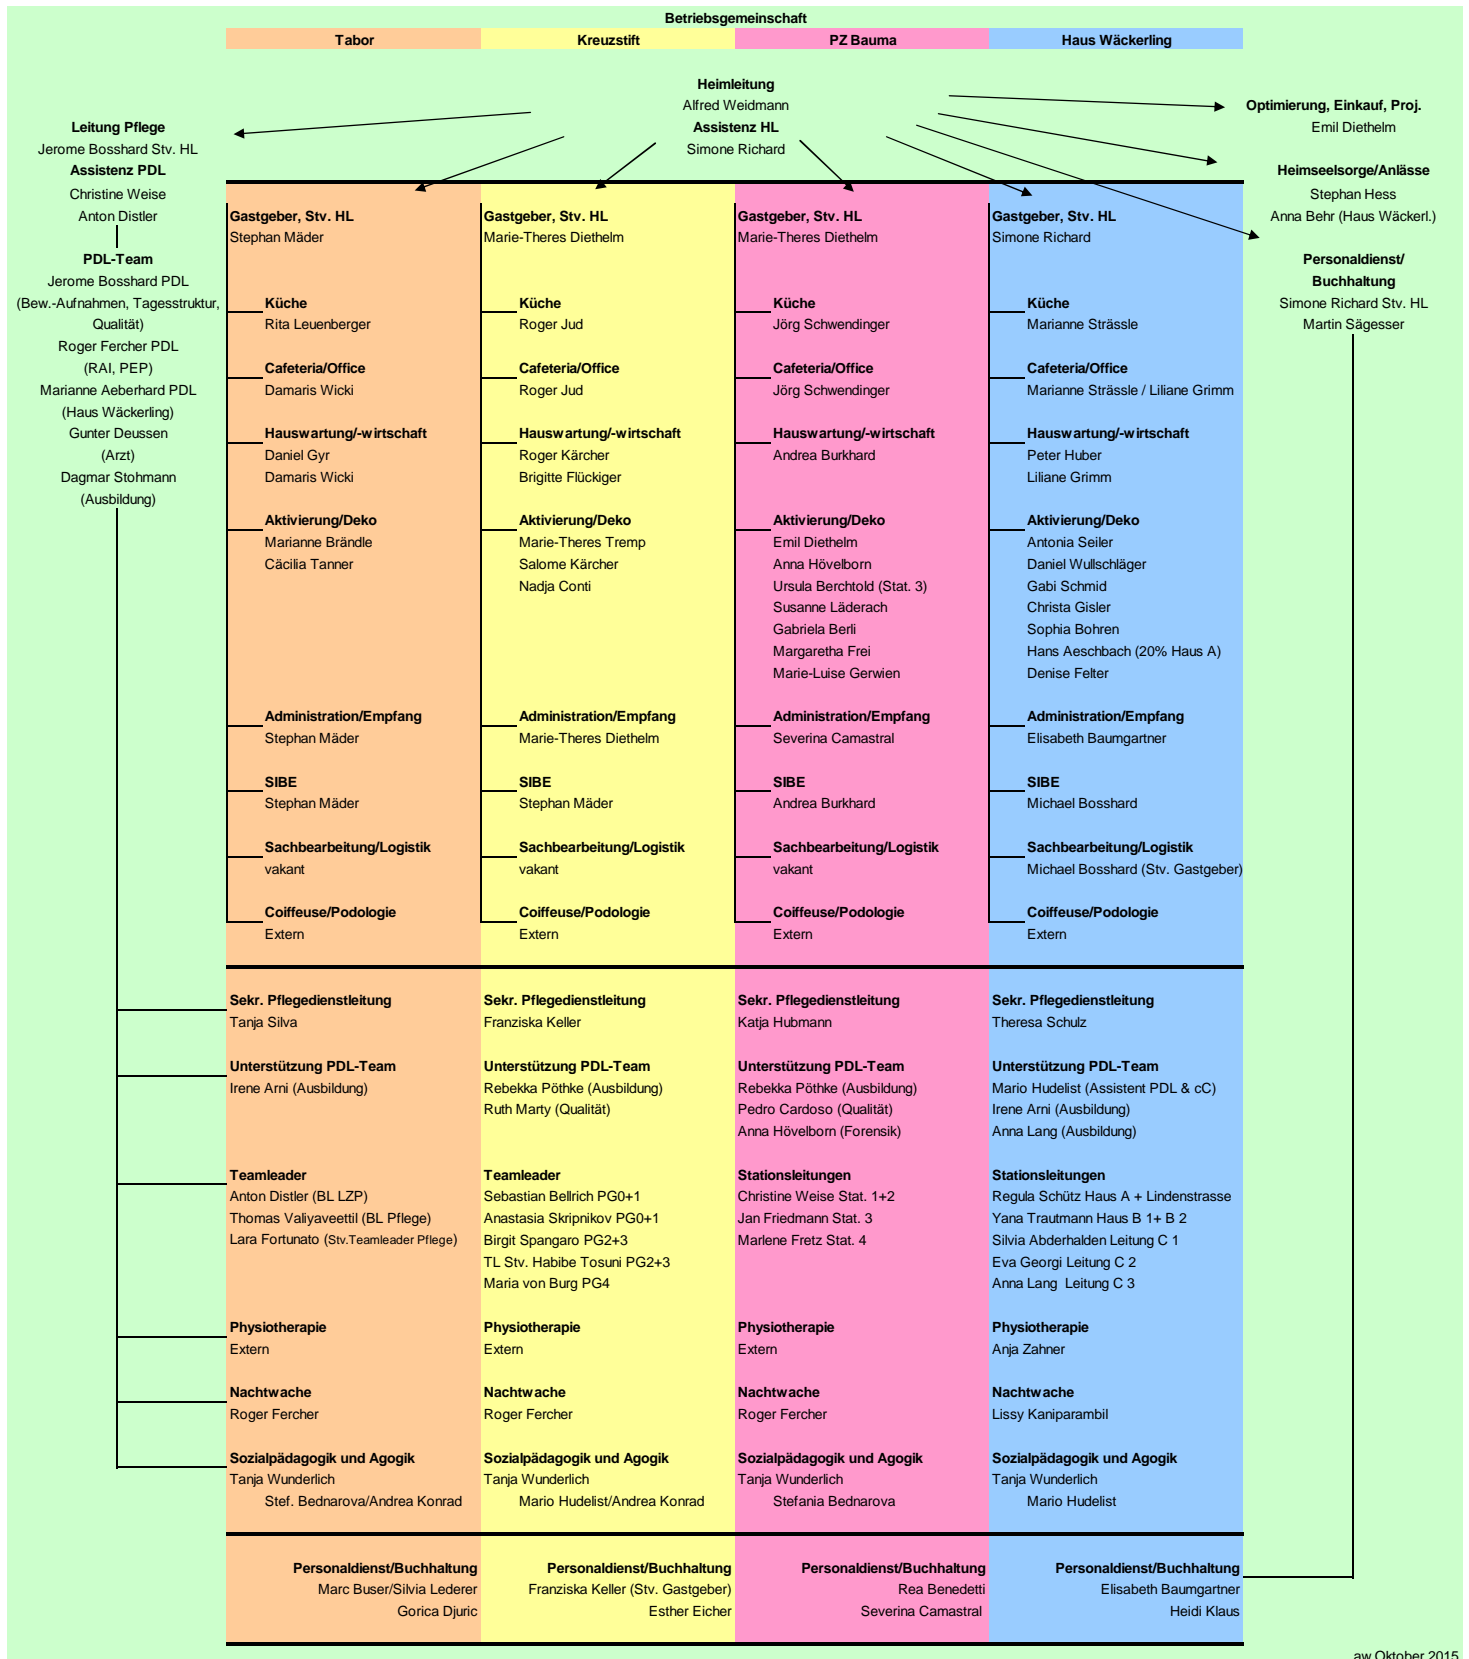 Betriebsgemeinschaft
Tabor
Kreuzstift
PZ Bauma
Haus Wäckerling
Heimleitung
Alfred Weidmann
Assistenz HL
Simone Richard
Leitung Pflege
Jerome Bosshard Stv. HL
Assistenz PDL
Christine Weise
Anton Distler
PDL-Team
Jerome Bosshard PDL
(Bew.-Aufnahmen, Tagesstruktur,
Qualität)
Roger Fercher PDL
(RAI, PEP)
Marianne Aeberhard PDL
(Haus Wäckerling)
Gunter Deussen
(Arzt)
Dagmar Stohmann
(Ausbildung)
Optimierung, Einkauf, Proj.
Emil Diethelm
Heimseelsorge/Anlässe
Stephan Hess
Anna Behr (Haus Wäckerl.)
Personaldienst/
Buchhaltung
Simone Richard Stv. HL
Martin Sägesser
Gastgeber, Stv. HL
Stephan Mäder
Küche
Rita Leuenberger
Cafeteria/Office
Damaris Wicki
Hauswartung/-wirtschaft
Daniel Gyr
Damaris Wicki
Aktivierung/Deko
Marianne Brändle
Cäcilia Tanner
Administration/Empfang
Stephan Mäder
SIBE
Stephan Mäder
Sachbearbeitung/Logistik
vakant
Coiffeuse/Podologie
Extern
Gastgeber, Stv. HL
Marie-Theres Diethelm
Küche
Roger Jud
Cafeteria/Office
Roger Jud
Hauswartung/-wirtschaft
Roger Kärcher
Brigitte Flückiger
Aktivierung/Deko
Marie-Theres Tremp
Salome Kärcher
Nadja Conti
Administration/Empfang
Marie-Theres Diethelm
SIBE
Stephan Mäder
Sachbearbeitung/Logistik
vakant
Coiffeuse/Podologie
Extern
Gastgeber, Stv. HL
Marie-Theres Diethelm
Küche
Jörg Schwendinger
Cafeteria/Office
Jörg Schwendinger
Hauswartung/-wirtschaft
Andrea Burkhard
Aktivierung/Deko
Emil Diethelm
Anna Hövelborn
Ursula Berchtold (Stat. 3)
Susanne Läderach
Gabriela Berli
Margaretha Frei
Marie-Luise Gerwien
Administration/Empfang
Severina Camastral
SIBE
Andrea Burkhard
Sachbearbeitung/Logistik
vakant
Coiffeuse/Podologie
Extern
Gastgeber, Stv. HL
Simone Richard
Küche
Marianne Strässle
Cafeteria/Office
Marianne Strässle / Liliane Grimm
Hauswartung/-wirtschaft
Peter Huber
Liliane Grimm
Aktivierung/Deko
Antonia Seiler
Daniel Wullschläger
Gabi Schmid
Christa Gisler
Sophia Bohren
Hans Aeschbach (20% Haus A)
Denise Felter
Administration/Empfang
Elisabeth Baumgartner
SIBE
Michael Bosshard
Sachbearbeitung/Logistik
Michael Bosshard (Stv. Gastgeber)
Coiffeuse/Podologie
Extern
Sekr. Pflegedienstleitung
Tanja Silva
Unterstützung PDL-Team
Irene Arni (Ausbildung)
Teamleader
Anton Distler (BL LZP)
Thomas Valiyaveettil (BL Pflege)
Lara Fortunato (Stv.Teamleader Pflege)
Physiotherapie
Extern
Nachtwache
Roger Fercher
Sozialpädagogik und Agogik
Tanja Wunderlich
Stef. Bednarova/Andrea Konrad
Sekr. Pflegedienstleitung
Franziska Keller
Unterstützung PDL-Team
Rebekka Pöthke (Ausbildung)
Ruth Marty (Qualität)
Teamleader
Sebastian Bellrich PG0+1
Anastasia Skripnikov PG0+1
Birgit Spangaro PG2+3
TL Stv. Habibe Tosuni PG2+3
Maria von Burg PG4
Physiotherapie
Extern
Nachtwache
Roger Fercher
Sozialpädagogik und Agogik
Tanja Wunderlich
Mario Hudelist/Andrea Konrad
Sekr. Pflegedienstleitung
Katja Hubmann
Unterstützung PDL-Team
Rebekka Pöthke (Ausbildung)
Pedro Cardoso (Qualität)
Anna Hövelborn (Forensik)
Stationsleitungen
Christine Weise Stat. 1+2
Jan Friedmann Stat. 3
Marlene Fretz Stat. 4
Physiotherapie
Extern
Nachtwache
Roger Fercher
Sozialpädagogik und Agogik
Tanja Wunderlich
Stefania Bednarova
Sekr. Pflegedienstleitung
Theresa Schulz
Unterstützung PDL-Team
Mario Hudelist (Assistent PDL & cC)
Irene Arni (Ausbildung)
Anna Lang (Ausbildung)
Stationsleitungen
Regula Schütz Haus A + Lindenstrasse
Yana Trautmann Haus B 1+ B 2
Silvia Abderhalden Leitung C 1
Eva Georgi Leitung C 2
Anna Lang Leitung C 3
Physiotherapie
Anja Zahner
Nachtwache
Lissy Kaniparambil
Sozialpädagogik und Agogik
Tanja Wunderlich
Mario Hudelist
Personaldienst/Buchhaltung
Marc Buser/Silvia Lederer
Gorica Djuric
Personaldienst/Buchhaltung
Franziska Keller (Stv. Gastgeber)
Esther Eicher
Personaldienst/Buchhaltung
Rea Benedetti
Severina Camastral
Personaldienst/Buchhaltung
Elisabeth Baumgartner
Heidi Klaus
aw Oktober 2015